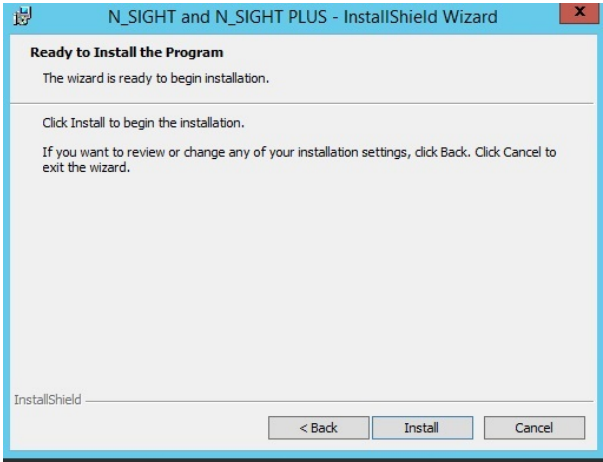 N_SIGHT and N_SIGHT PLUS - InstallShield Wizard
x
Ready to Install the Program
The wizard is ready to begin installation.
Click Install to begin the installation.
If you want to review or change any of your installation settings, click Back. Click Cancel to
exit the wizard.
InstallShield
< Back
Install
Cancel